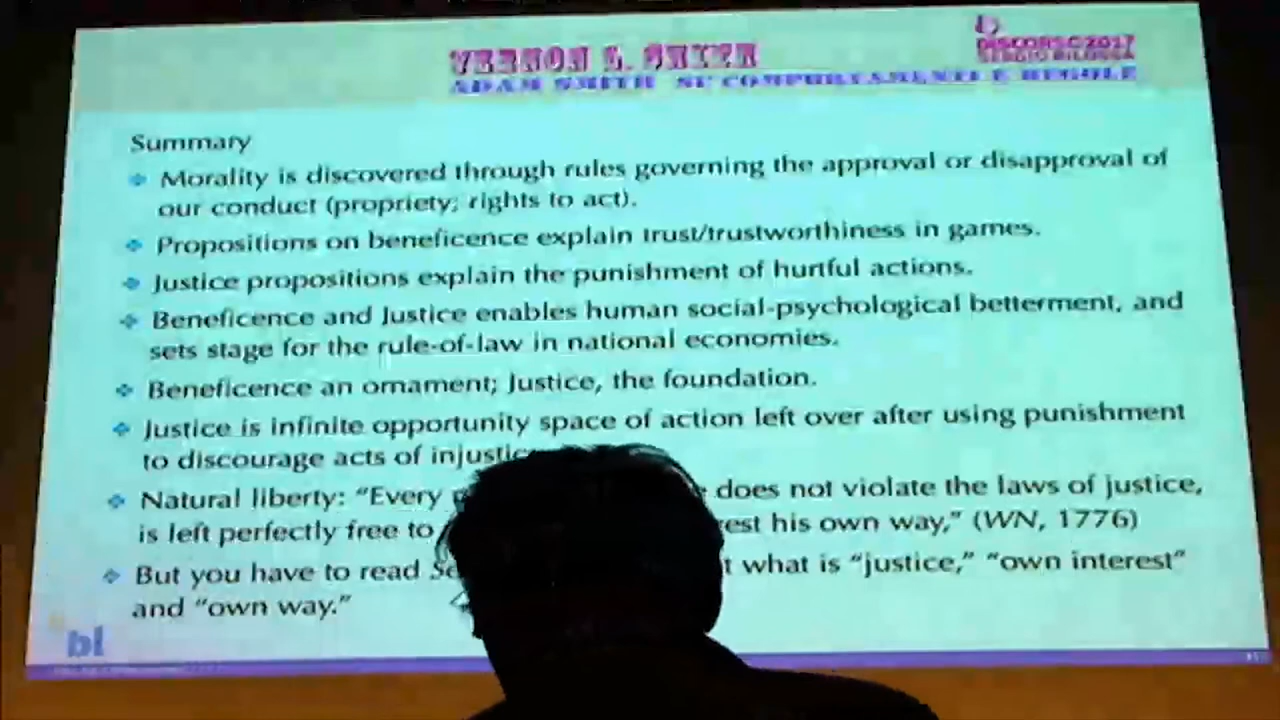 VERNON L. SMITH
DISCORSO 2017
ADAM SMITH SU COMPORTAMENTI E REGOLE
Summary
Morality is discovered through rules governing the approval or disapproval of
our conduct (propriety; rights to act).
Propositions on beneficence explain trust/trustworthiness in games.
Justice propositions explain the punishment of hurtful actions.
Beneficence and Justice enables human social-psychological betterment, and
sets stage for the rule-of-law in national economies.
Beneficence an ornament; Justice, the foundation.
Justice is infinite opportunity space of action left over after using punishment
to discourage acts of
Natural liberty: “Every does not violate the laws of justice,
is left perfectly free to his own way,” (WN, 1776)
But you have to read what is “justice,” “own interest”
and “own way.”
bl